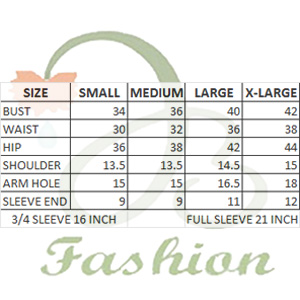 SIZE SMALL MEDIUM LARGE X-LARGE
BUST 34 36 40 42
WAIST 30 32 36 38
HIP 36 38 42 44
SHOULDER 13.5 13.5 14.5 15
ARM HOLE 15 15 16.5 18
SLEEVE END 9 9 11 12
3/4 SLEEVE 16 INCH FULL SLEEVE 21 INCH
Fashion